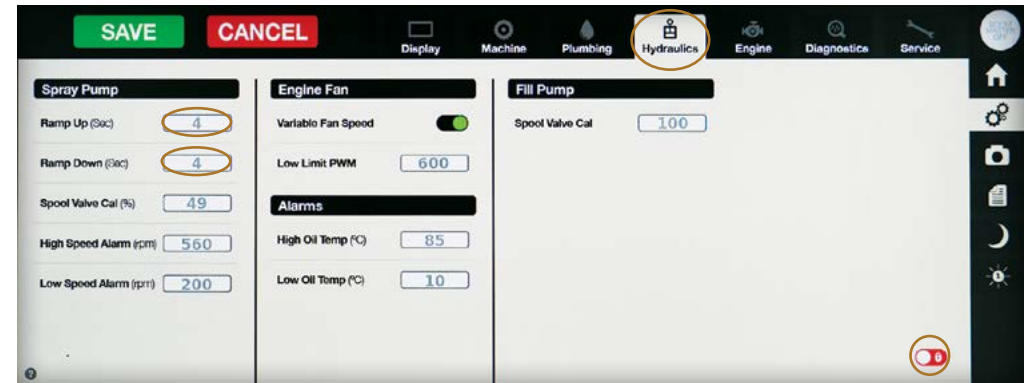 SAVE
CANCEL
Display
Machine
Plumbing
Hydraulics
Engine
Diagnostics
Service
Spray Pump
Ramp Up (Sec) 4
Ramp Down (Sec) 4
Spool Valve Cal (%) 49
High Speed Alarm (rpm) 560
Low Speed Alarm (rpm) 200
Engine Fan
Variable Fan Speed
Low Limit PWM 600
Alarms
High Oil Temp (°C) 85
Low Oil Temp (°C) 10
Fill Pump
Spool Valve Cal 100